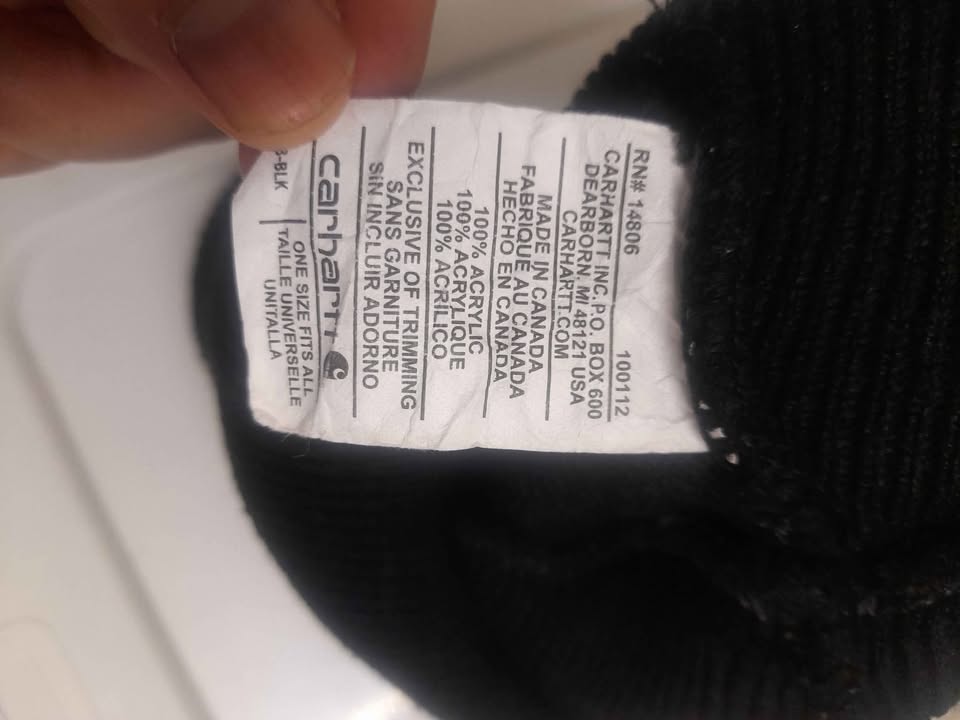 RN# 14806 100112
CARHARTT INC. P.O. BOX 600
DEARBORN, MI 48121 USA
CARHARTT.COM
MADE IN CANADA
FABRIQUE AU CANADA
HECHO EN CANADA
100% ACRYLIC
100% ACRYLIQUE
100% ACRILICO
EXCLUSIVE OF TRIMMING
SANS GARNITURE
SIN INCLUIR ADORNO
carhartt
ONE SIZE FITS ALL
TAILLE UNIVERSELLE
UNITALLA